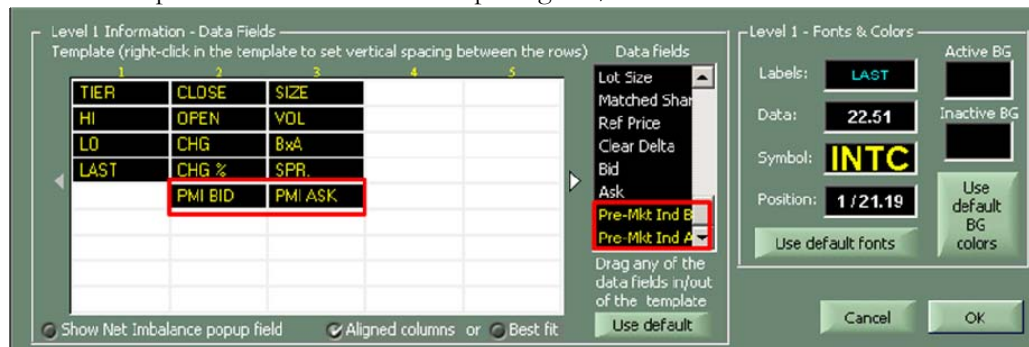 Level 1 Information - Data Fields
Template (right-click in the template to set vertical spacing between the rows)
1 2 3 4 5
TIER CLOSE SIZE
HI OPEN VOL
LO CHG BxA
LAST CHG % SPR.
PMI BID PMI ASK
Show Net Imbalance popup field Aligned columns or Best fit
Data fields
Lot Size
Matched Shar
Ref Price
Clear Delta
Bid
Ask
Pre-Mkt Ind B
Pre-Mkt Ind A
Drag any of the
data fields in/out
of the template
Use default
Level 1 - Fonts & Colors
Labels: LAST
Data: 22.51
Symbol: INTC
Position: 1/21.19
Use default fonts
Active BG
Inactive BG
Use
default
BG
colors
Cancel OK